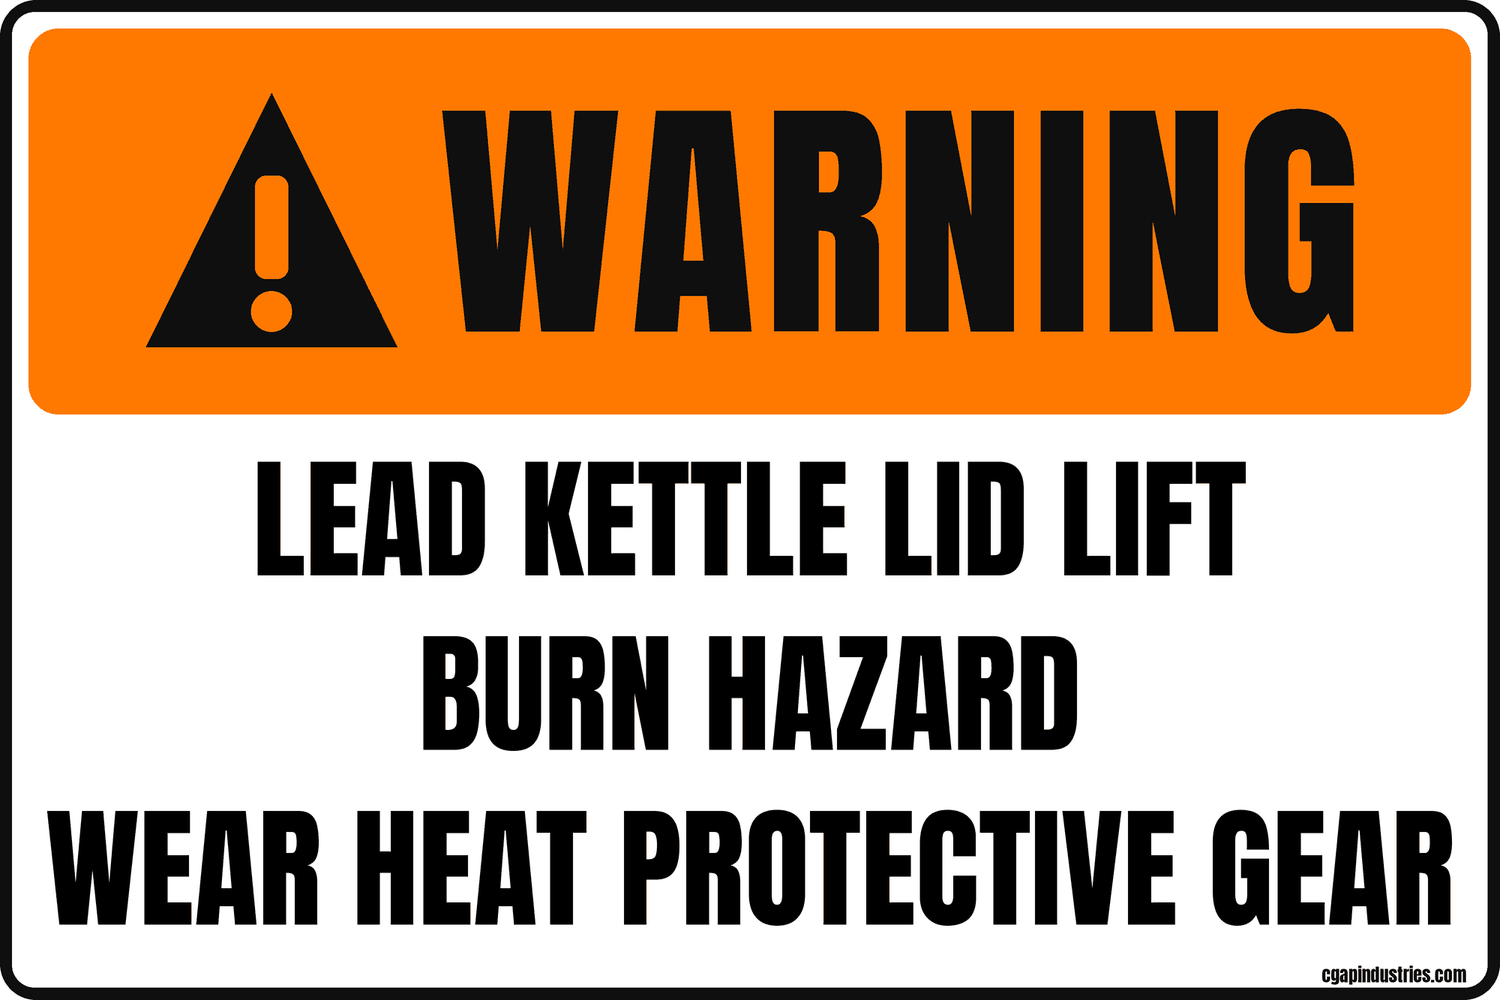 WARNING
LEAD KETTLE LID LIFT
BURN HAZARD
WEAR HEAT PROTECTIVE GEAR
cgapindustries.com